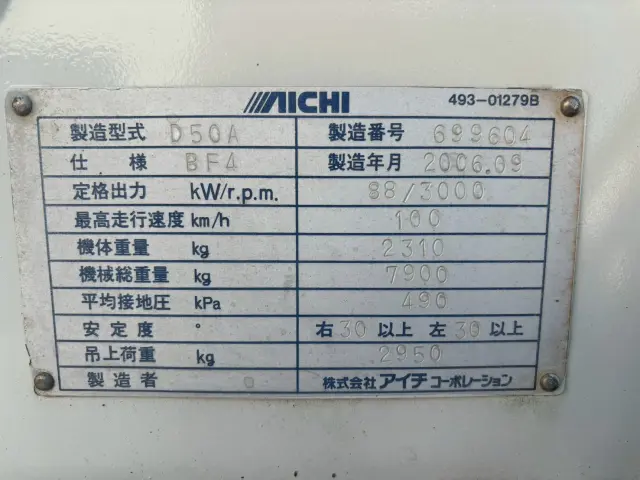 AICHI 493-01279B
製造型式 D50A 製造番号 699604
仕様 BF4 製造年月 2006.09
定格出力 kW/r.p.m. 88/3000
最高走行速度 km/h 100
機体重量 kg 2310
機械総重量 kg 7900
平均接地圧 kPa 490
安定度 ° 右30以上 左30以上
吊上荷重 kg 2950
製造者 株式会社アイチコーポレーション